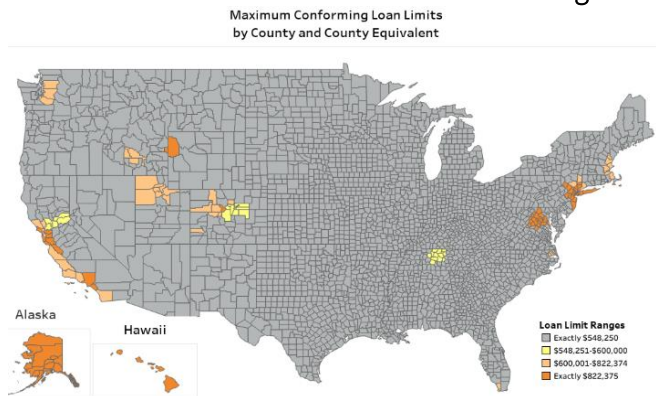 Maximum Conforming Loan Limits
by County and County Equivalent
Alaska
Hawaii
Loan Limit Ranges
Exactly $548,250
$548,251-$600,000
$600,001-$822,374
Exactly $822,375